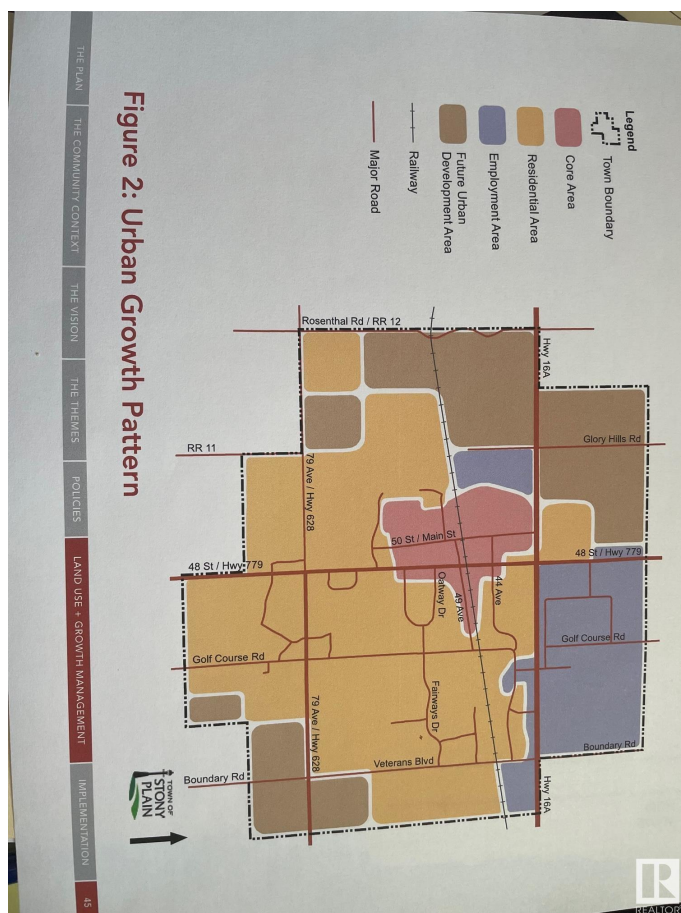 Legend
Town Boundary
Core Area
Residential Area
Employment Area
Future Urban
Development Area
Railway
Major Road
Rosenthal Rd / RR 12
Hwy 16A
Glory Hills Rd
RR 11
79 Ave / Hwy 628
50 St / Main St
48 St / Hwy 779
48 St / Hwy 779
44 Ave
49 Ave
Oatway Dr
Golf Course Rd
Golf Course Rd
Fairways Dr
79 Ave / Hwy 628
Veterans Blvd
Boundary Rd
Boundary Rd
Hwy 16A
Figure 2: Urban Growth Pattern
TOWN OF
STONY
PLAIN
THE PLAN
THE COMMUNITY CONTEXT
THE VISION
THE THEMES
POLICIES
LAND USE + GROWTH MANAGEMENT
IMPLEMENTATION
45
R
REALTOR